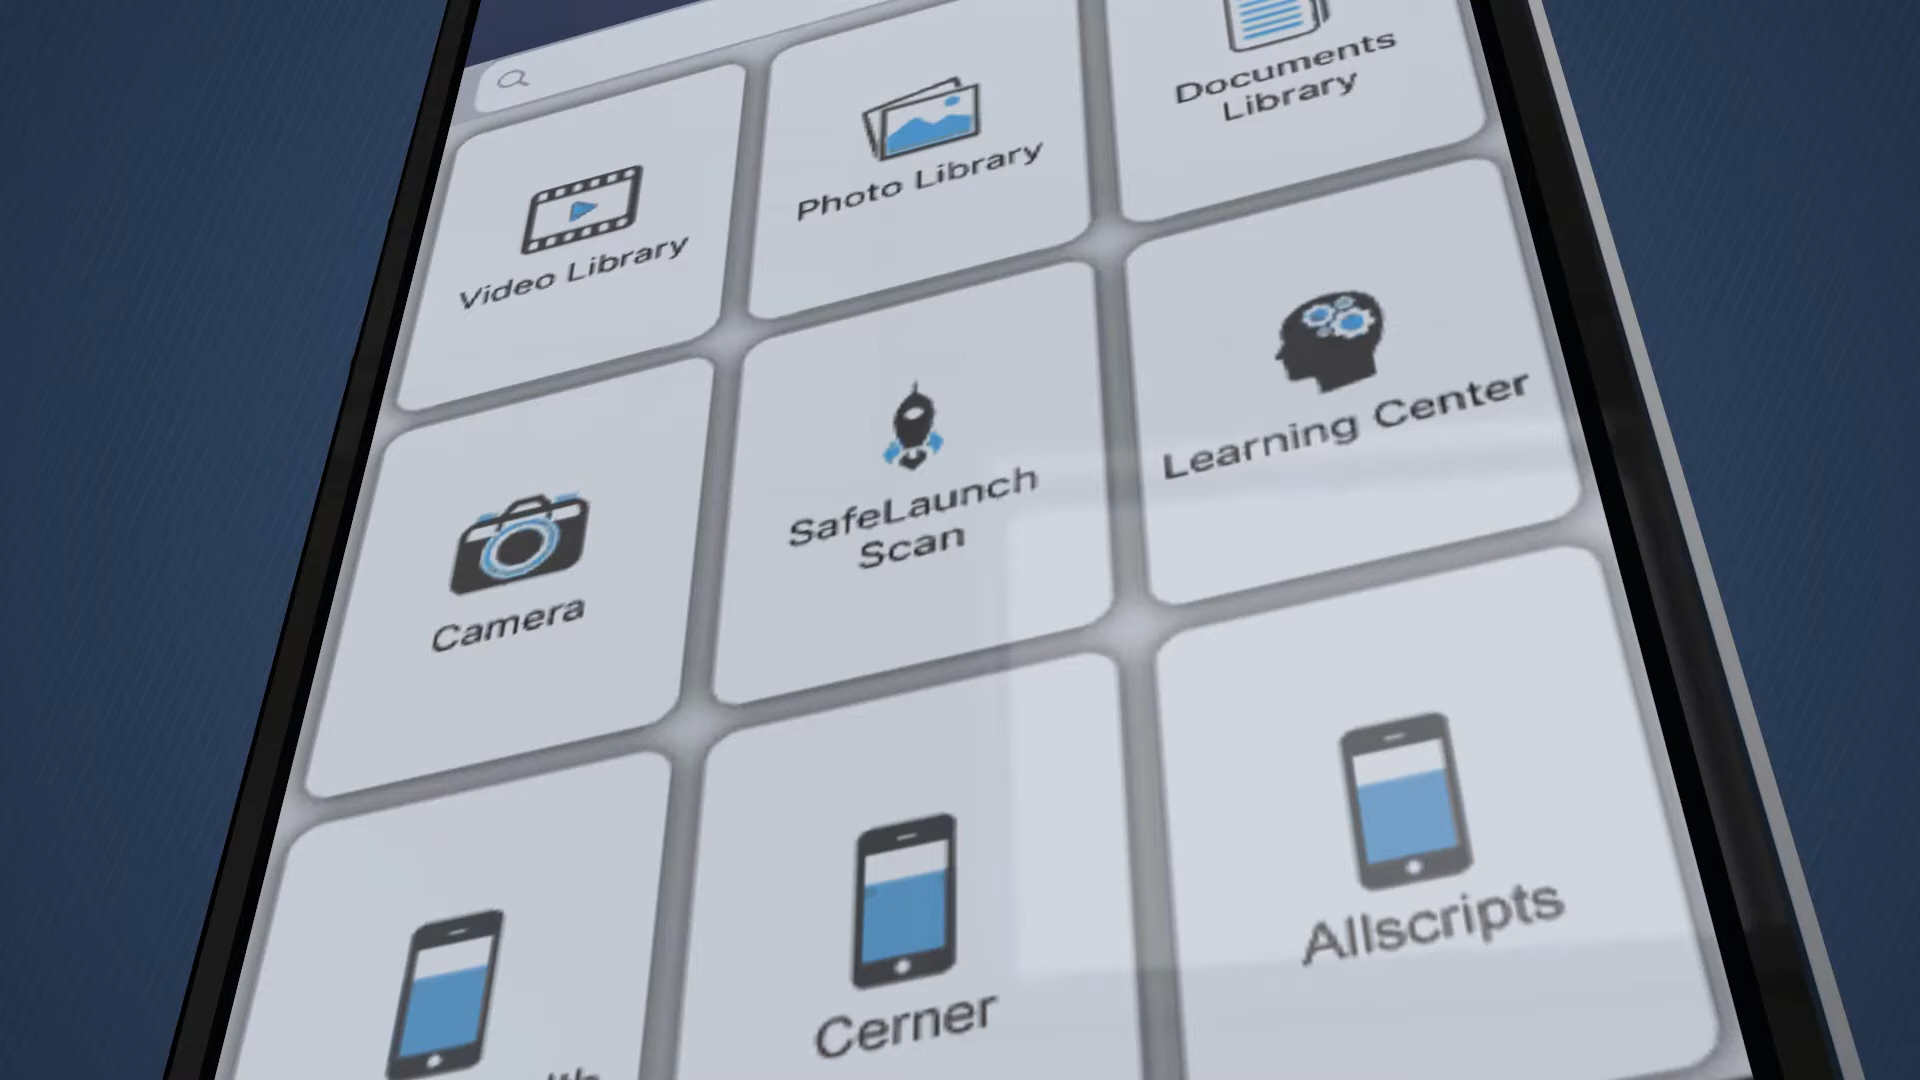 Video Library
Photo Library
Documents
Library
Camera
SafeLaunch
Scan
Learning Center
Cerner
Allscripts